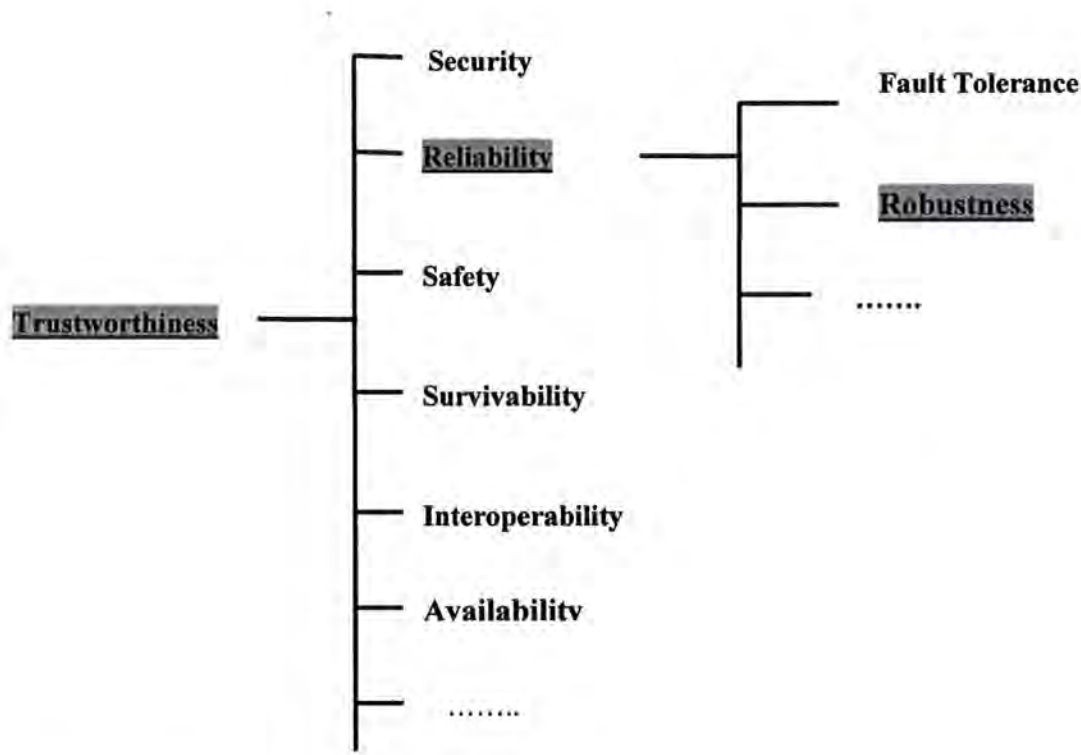 Security
Fault Tolerance
Reliability
Robustness
Safety
.......
Trustworthiness
Survivability
Interoperability
Availability
........